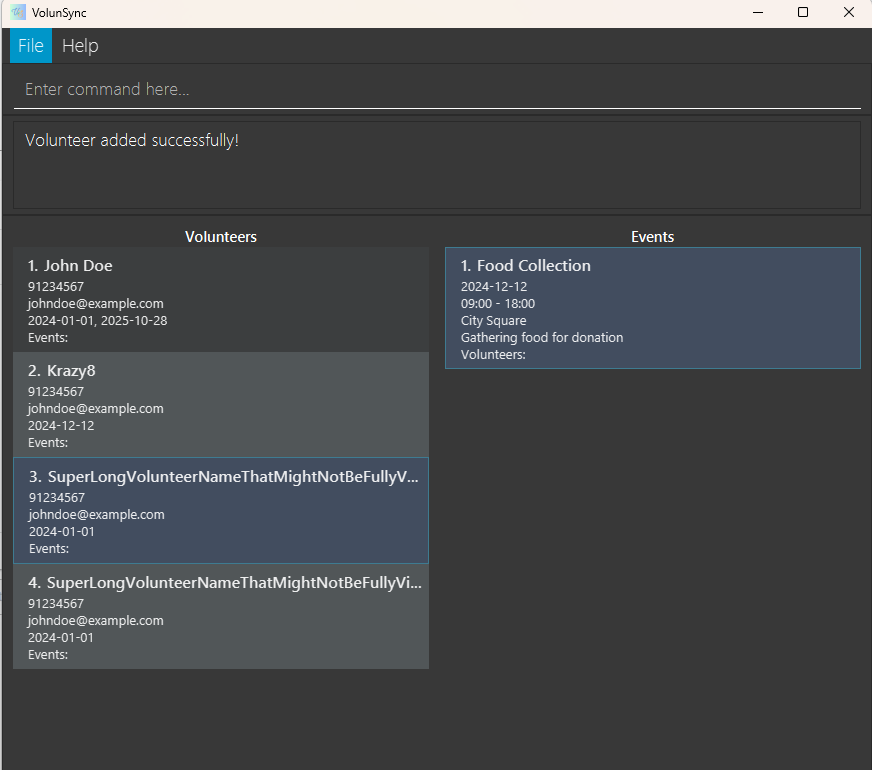 VolunSync
File Help
Enter command here...
Volunteer added successfully!
Volunteers
1. John Doe
91234567
johndoe@example.com
2024-01-01, 2025-10-28
Events:
2. Krazy8
91234567
johndoe@example.com
2024-12-12
Events:
3. SuperLongVolunteerNameThatMightNotBeFullyV...
91234567
johndoe@example.com
2024-01-01
Events:
4. SuperLongVolunteerNameThatMightNotBeFullyVi...
91234567
johndoe@example.com
2024-01-01
Events:
Events
1. Food Collection
2024-12-12
09:00 - 18:00
City Square
Gathering food for donation
Volunteers: